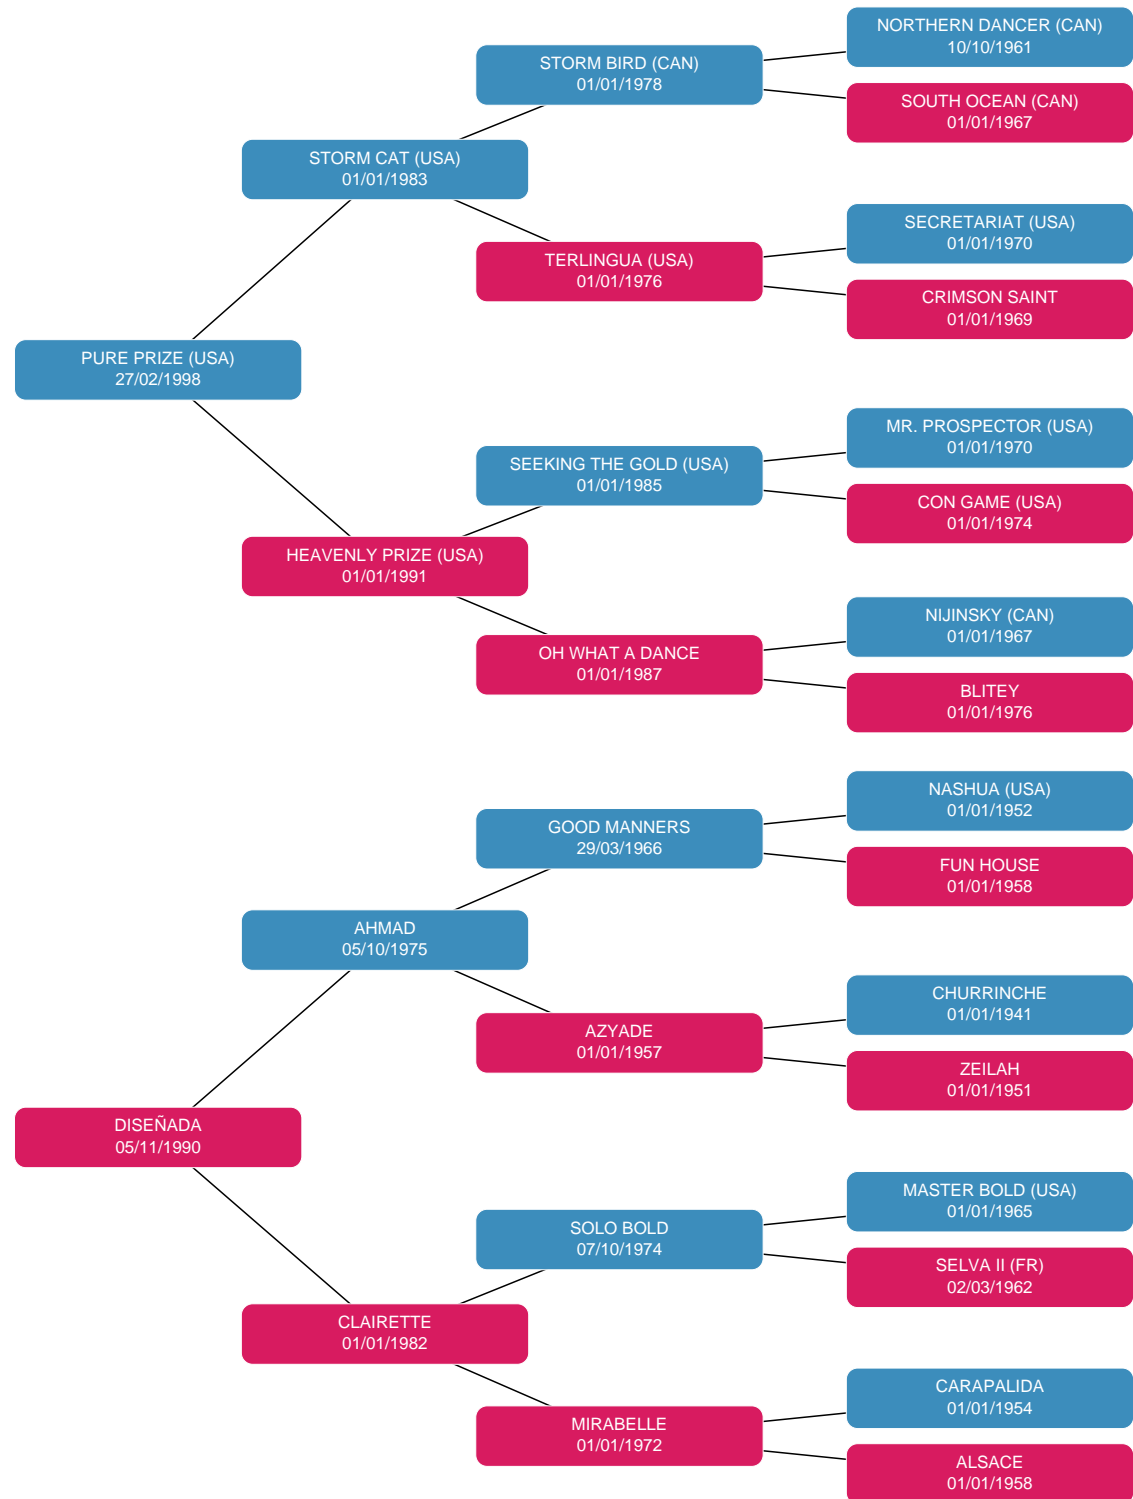 NORTHERN DANCER (CAN)
10/10/1961
STORM BIRD (CAN)
01/01/1978
SOUTH OCEAN (CAN)
01/01/1967
STORM CAT (USA)
01/01/1983
SECRETARIAT (USA)
01/01/1970
TERLINGUA (USA)
01/01/1976
CRIMSON SAINT
01/01/1969
PURE PRIZE (USA)
27/02/1998
MR. PROSPECTOR (USA)
01/01/1970
SEEKING THE GOLD (USA)
01/01/1985
CON GAME (USA)
01/01/1974
HEAVENLY PRIZE (USA)
01/01/1991
NIJINSKY (CAN)
01/01/1967
OH WHAT A DANCE
01/01/1987
BLITEY
01/01/1976
NASHUA (USA)
01/01/1952
GOOD MANNERS
29/03/1966
FUN HOUSE
01/01/1958
AHMAD
05/10/1975
CHURRINCHE
01/01/1941
AZYADE
01/01/1957
ZEILAH
01/01/1951
DISEÑADA
05/11/1990
MASTER BOLD (USA)
01/01/1965
SOLO BOLD
07/10/1974
SELVA II (FR)
02/03/1962
CLAIRETTE
01/01/1982
CARAPALIDA
01/01/1954
MIRABELLE
01/01/1972
ALSACE
01/01/1958